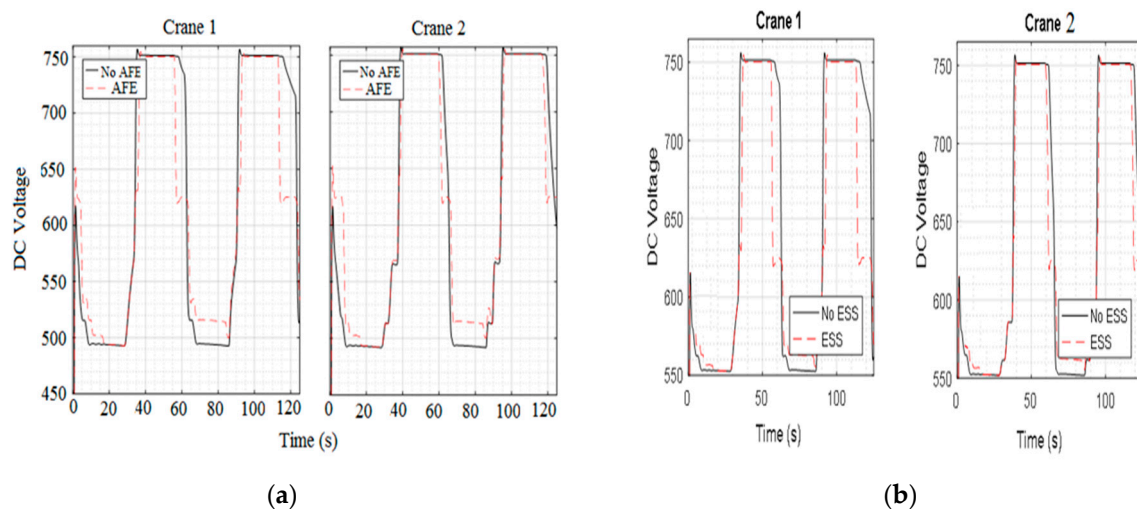 Crane 1
Crane 2
750
700
650
600
550
500
450
DC Voltage
No AFE
AFE
No AFE
AFE
0 20 40 60 80 100 120
0 20 40 60 80 100 120
Time (s)
(a)
Crane 1
Crane 2
750
700
650
600
550
DC Voltage
No ESS
ESS
0 50 100
Time (s)
750
700
650
600
550
DC Voltage
No ESS
ESS
0 50 100
Time (s)
(b)